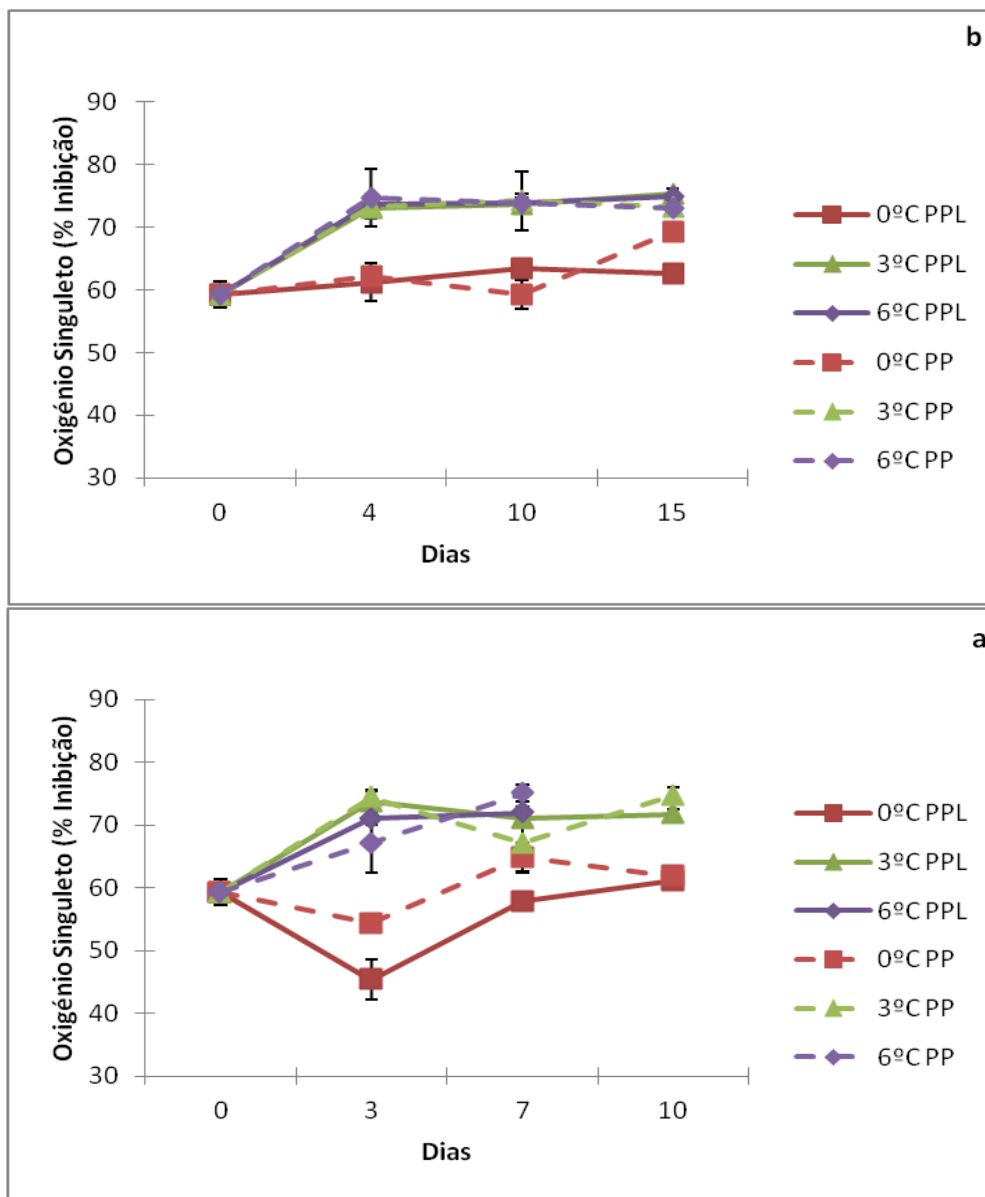 b
90
80
70
60
50
40
30
Oxigénio Singuleto (% Inibição)
0 4 10 15
Dias
0ºC PPL
3ºC PPL
6ºC PPL
0ºC PP
3ºC PP
6ºC PP
a
90
80
70
60
50
40
30
Oxigénio Singuleto (% Inibição)
0 3 7 10
Dias
0ºC PPL
3ºC PPL
6ºC PPL
0ºC PP
3ºC PP
6ºC PP